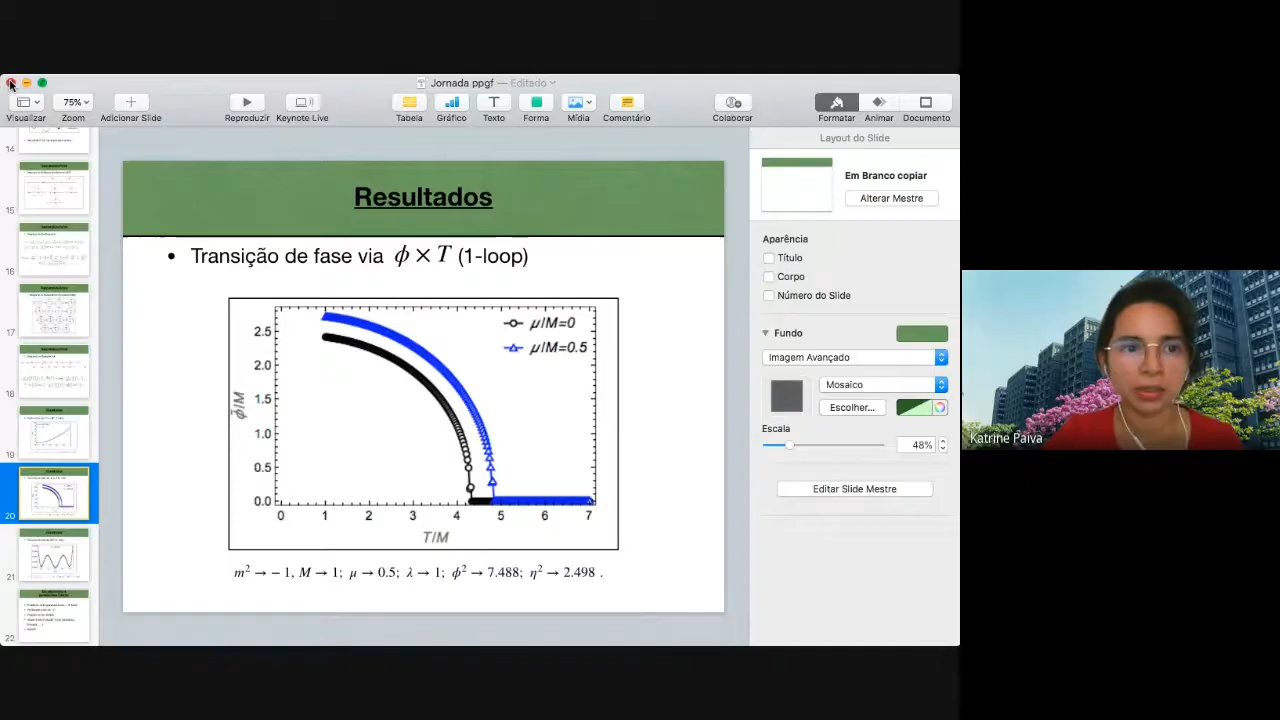 Jornada ppgf — Editado
75%
Visualizar Zoom Adicionar Slide Reproduzir Keynote Live Tabela Gráfico Texto Forma Mídia Comentário Colaborar Formatar Animar Documento
Layout do Slide
Em Branco copiar
Alterar Mestre
Aparência
Título
Corpo
Número do Slide
Fundo
Imagem Avançado
Mosaico
Escolher...
Escala
48%
Editar Slide Mestre
14
15
16
17
18
19
20
21
22
Resultados
• Transição de fase via ϕ × T (1-loop)
μ/M=0
μ/M=0.5
2.5
2.0
1.5
1.0
0.5
0.0
ϕ̄/M
0 1 2 3 4 5 6 7
T/M
m² → − 1, M → 1; μ → 0.5; λ → 1; ϕ² → 7.488; η² → 2.498 .
Katrine Paiva